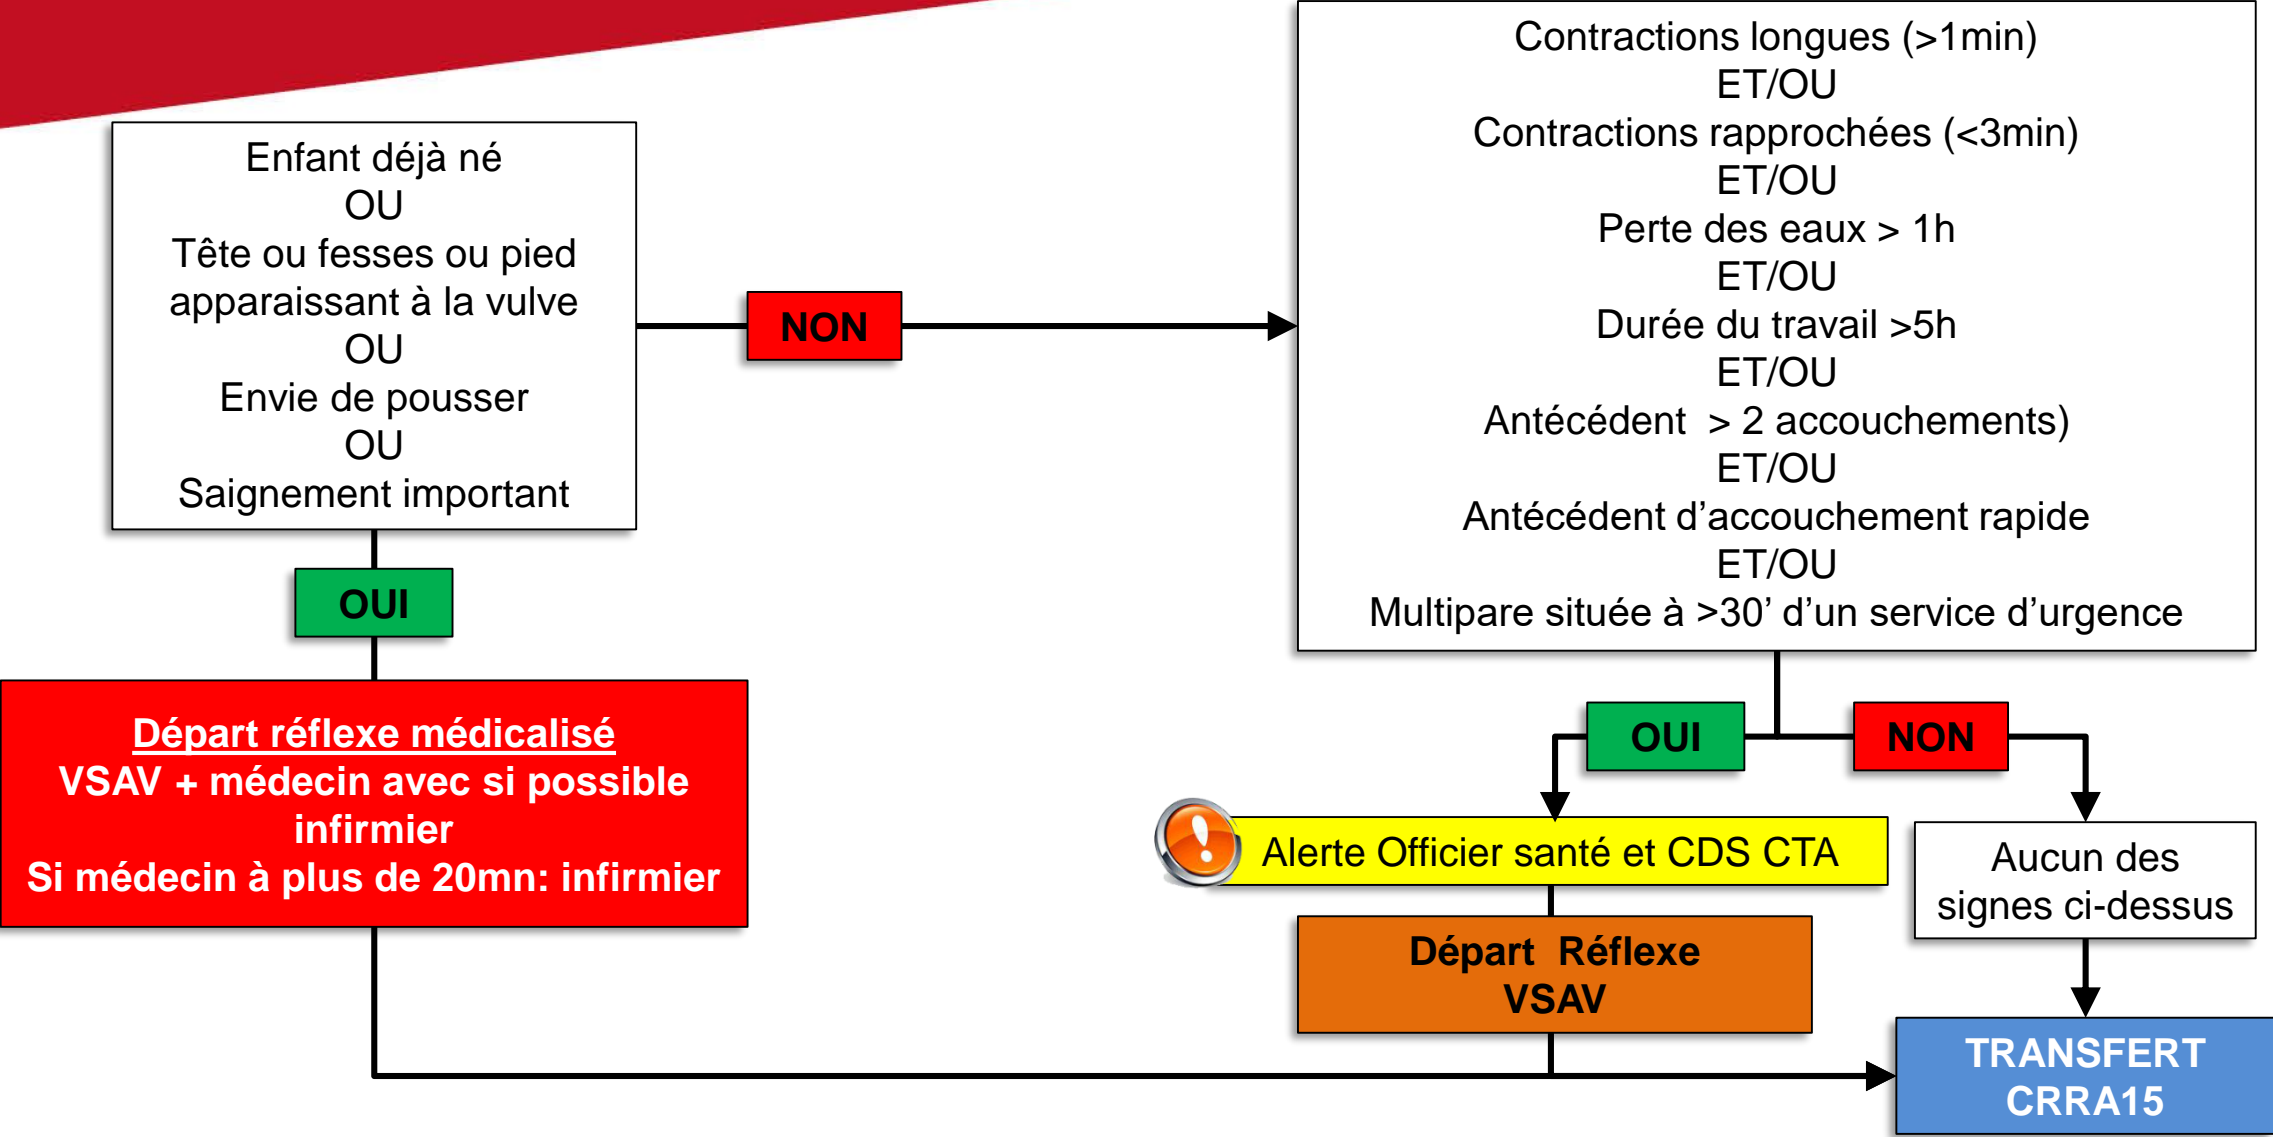 Enfant déjà né
OU
Tête ou fesses ou pied
apparaissant à la vulve
OU
Envie de pousser
OU
Saignement important
NON
Contractions longues (>1min)
ET/OU
Contractions rapprochées (<3min)
ET/OU
Perte des eaux > 1h
ET/OU
Durée du travail >5h
ET/OU
Antécédent  > 2 accouchements)
ET/OU
Antécédent d’accouchement rapide
ET/OU
Multipare située à >30’ d’un service d’urgence
OUI
Départ réflexe médicalisé
VSAV + médecin avec si possible
infirmier
Si médecin à plus de 20mn: infirmier
OUI
NON
! Alerte Officier santé et CDS CTA
Départ  Réflexe
VSAV
Aucun des
signes ci-dessus
TRANSFERT
CRRA15